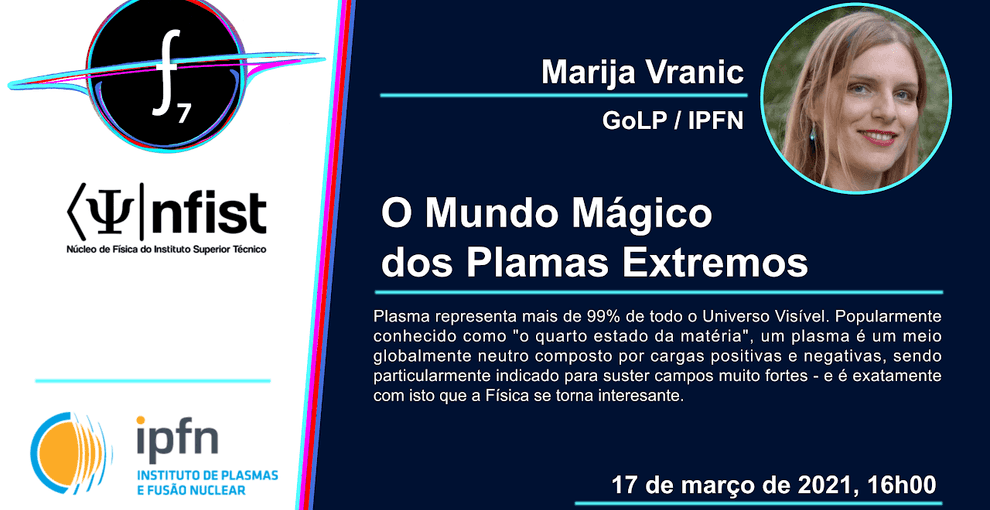 f
7
⟨Ψ|nfist
Núcleo de Física do Instituto Superior Técnico
ipfn
INSTITUTO DE PLASMAS
E FUSÃO NUCLEAR
Marija Vranic
GoLP / IPFN
O Mundo Mágico
dos Plamas Extremos
Plasma representa mais de 99% de todo o Universo Visível. Popularmente
conhecido como "o quarto estado da matéria", um plasma é um meio
globalmente neutro composto por cargas positivas e negativas, sendo
particularmente indicado para suster campos muito fortes - e é exatamente
com isto que a Física se torna interesante.
17 de março de 2021, 16h00